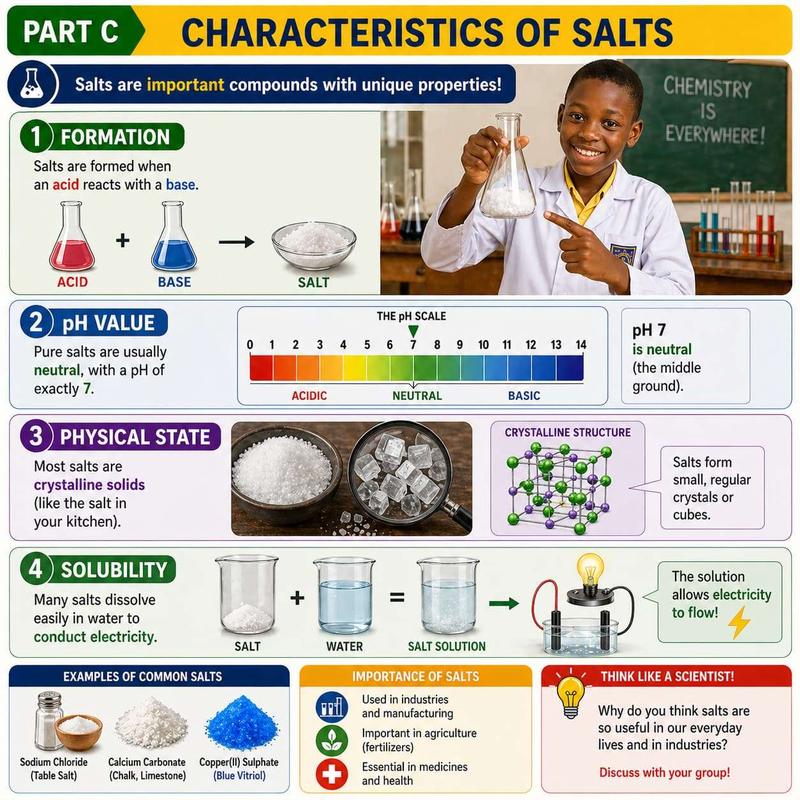 PART C
CHARACTERISTICS OF SALTS
Salts are important compounds with unique properties!
CHEMISTRY
IS
EVERYWHERE!
1 FORMATION
Salts are formed when
an acid reacts with a base.
+
→
ACID
BASE
SALT
2 pH VALUE
Pure salts are usually
neutral, with a pH of
exactly 7.
THE pH SCALE
0 1 2 3 4 5 6 7 8 9 10 11 12 13 14
ACIDIC
NEUTRAL
BASIC
pH 7
is neutral
(the middle
ground).
3 PHYSICAL STATE
Most salts are
crystalline solids
(like the salt in
your kitchen).
CRYSTALLINE STRUCTURE
Salts form
small, regular
crystals or
cubes.
4 SOLUBILITY
Many salts dissolve
easily in water to
conduct electricity.
+
=
SALT
WATER
SALT SOLUTION
The solution
allows electricity
to flow!
EXAMPLES OF COMMON SALTS
Sodium Chloride
(Table Salt)
Calcium Carbonate
(Chalk, Limestone)
Copper(II) Sulphate
(Blue Vitriol)
IMPORTANCE OF SALTS
Used in industries
and manufacturing
Important in agriculture
(fertilizers)
Essential in medicines
and health
THINK LIKE A SCIENTIST!
Why do you think salts are
so useful in our everyday
lives and in industries?
Discuss with your group!